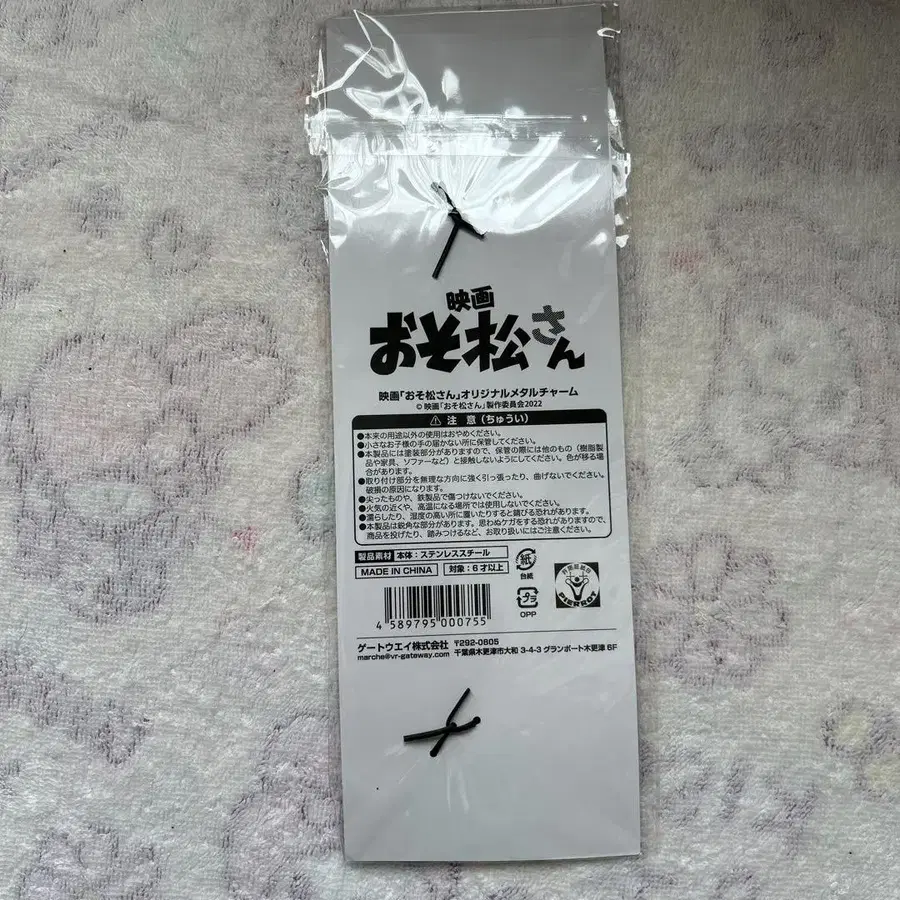 映画
おそ松さん
映画「おそ松さん」オリジナルメタルチャーム
© 映画「おそ松さん」製作委員会2022
⚠ 注 意 (ちゅうい)
●本来の用途以外の使用はおやめください。
●小さなお子様の手の届かない所に保管してください。
●本製品には塗装部分がありますので、保管の際には他のもの(樹脂製
品や家具、ソファーなど)と接触しないようにしてください。色が移る場
合があります。
●取り付け部分を無理な方向に強く引っ張ったり、曲げないでください。
破損の原因になります。
●尖ったものや、鉄製品で傷つけないでください。
●火気の近くや、高温になる場所では使用しないでください。
●濡らしたり、湿度の高い所に置いたりすると錆びる恐れがあります。
●本製品は鋭角な部分があります。思わぬケガをする恐れがありますので、
商品を投げたり、踏みつけるなど、お取り扱いにはご注意ください。
製品素材 本体:ステンレススチール
MADE IN CHINA 対象:6才以上
紙
台紙
プラ
OPP
PIERROT
4 589795 000755
ゲートウエイ株式会社 〒292-0805
marche@vr-gateway.com 千葉県木更津市大和 3-4-3 グランポート木更津 6F